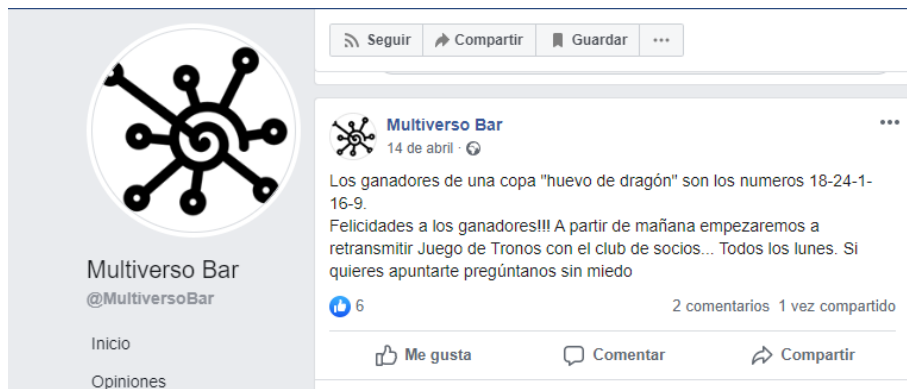 Seguir Compartir Guardar ...
Multiverso Bar
14 de abril ·
Los ganadores de una copa "huevo de dragón" son los numeros 18-24-1-
16-9.
Felicidades a los ganadores!!! A partir de mañana empezaremos a
retransmitir Juego de Tronos con el club de socios... Todos los lunes. Si
quieres apuntarte pregúntanos sin miedo
6 2 comentarios 1 vez compartido
Me gusta Comentar Compartir
Multiverso Bar
@MultiversoBar
Inicio
Opiniones